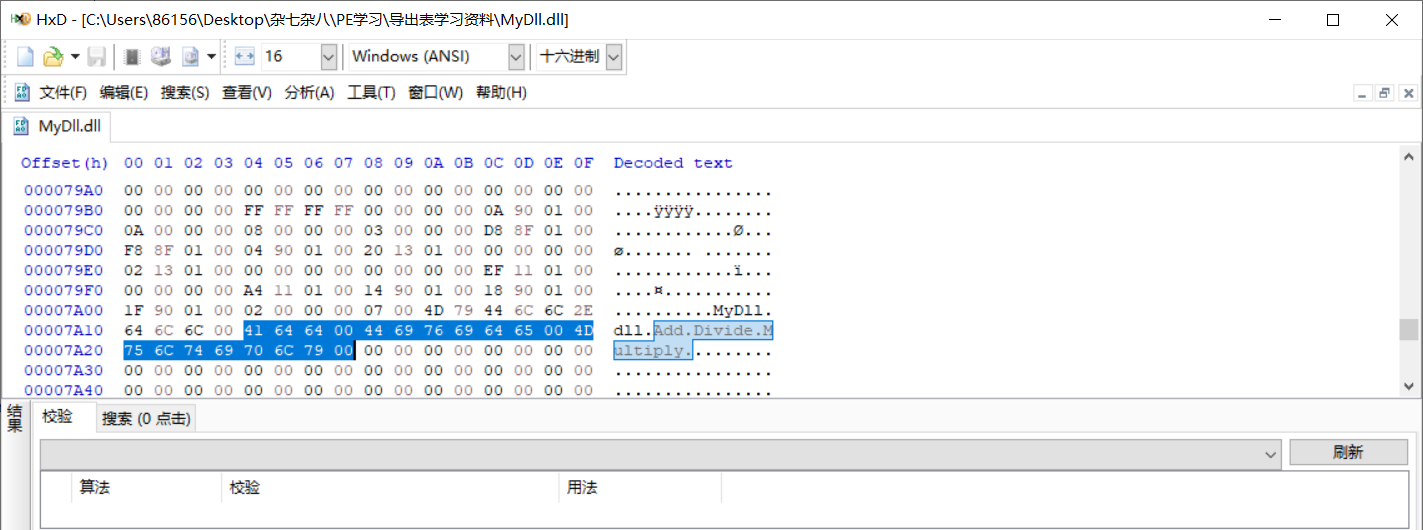 HxD - [C:\Users\86156\Desktop\杂七杂八\PE学习\导出表学习资料\MyDll.dll]
16 Windows (ANSI) 十六进制
文件(F) 编辑(E) 搜索(S) 查看(V) 分析(A) 工具(T) 窗口(W) 帮助(H)
MyDll.dll
Offset(h) 00 01 02 03 04 05 06 07 08 09 0A 0B 0C 0D 0E 0F Decoded text
000079A0 00 00 00 00 00 00 00 00 00 00 00 00 00 00 00 00 ................
000079B0 00 00 00 00 FF FF FF FF 00 00 00 00 0A 90 01 00 ....ÿÿÿÿ........
000079C0 0A 00 00 00 08 00 00 00 03 00 00 00 D8 8F 01 00 ............Ø...
000079D0 F8 8F 01 00 04 90 01 00 20 13 01 00 00 00 00 00 ø....... .......
000079E0 02 13 01 00 00 00 00 00 00 00 00 00 EF 11 01 00 ............ï...
000079F0 00 00 00 00 A4 11 01 00 14 90 01 00 18 90 01 00 ....¤...........
00007A00 1F 90 01 00 02 00 00 00 07 00 4D 79 44 6C 6C 2E ..........MyDll.
00007A10 64 6C 6C 00 41 64 64 00 44 69 76 69 64 65 00 4D dll.Add.Divide.M
00007A20 75 6C 74 69 70 6C 79 00 00 00 00 00 00 00 00 00 ultiply.........
00007A30 00 00 00 00 00 00 00 00 00 00 00 00 00 00 00 00 ................
00007A40 00 00 00 00 00 00 00 00 00 00 00 00 00 00 00 00 ................
结果
校验 搜索 (0 点击)
刷新
算法 校验 用法